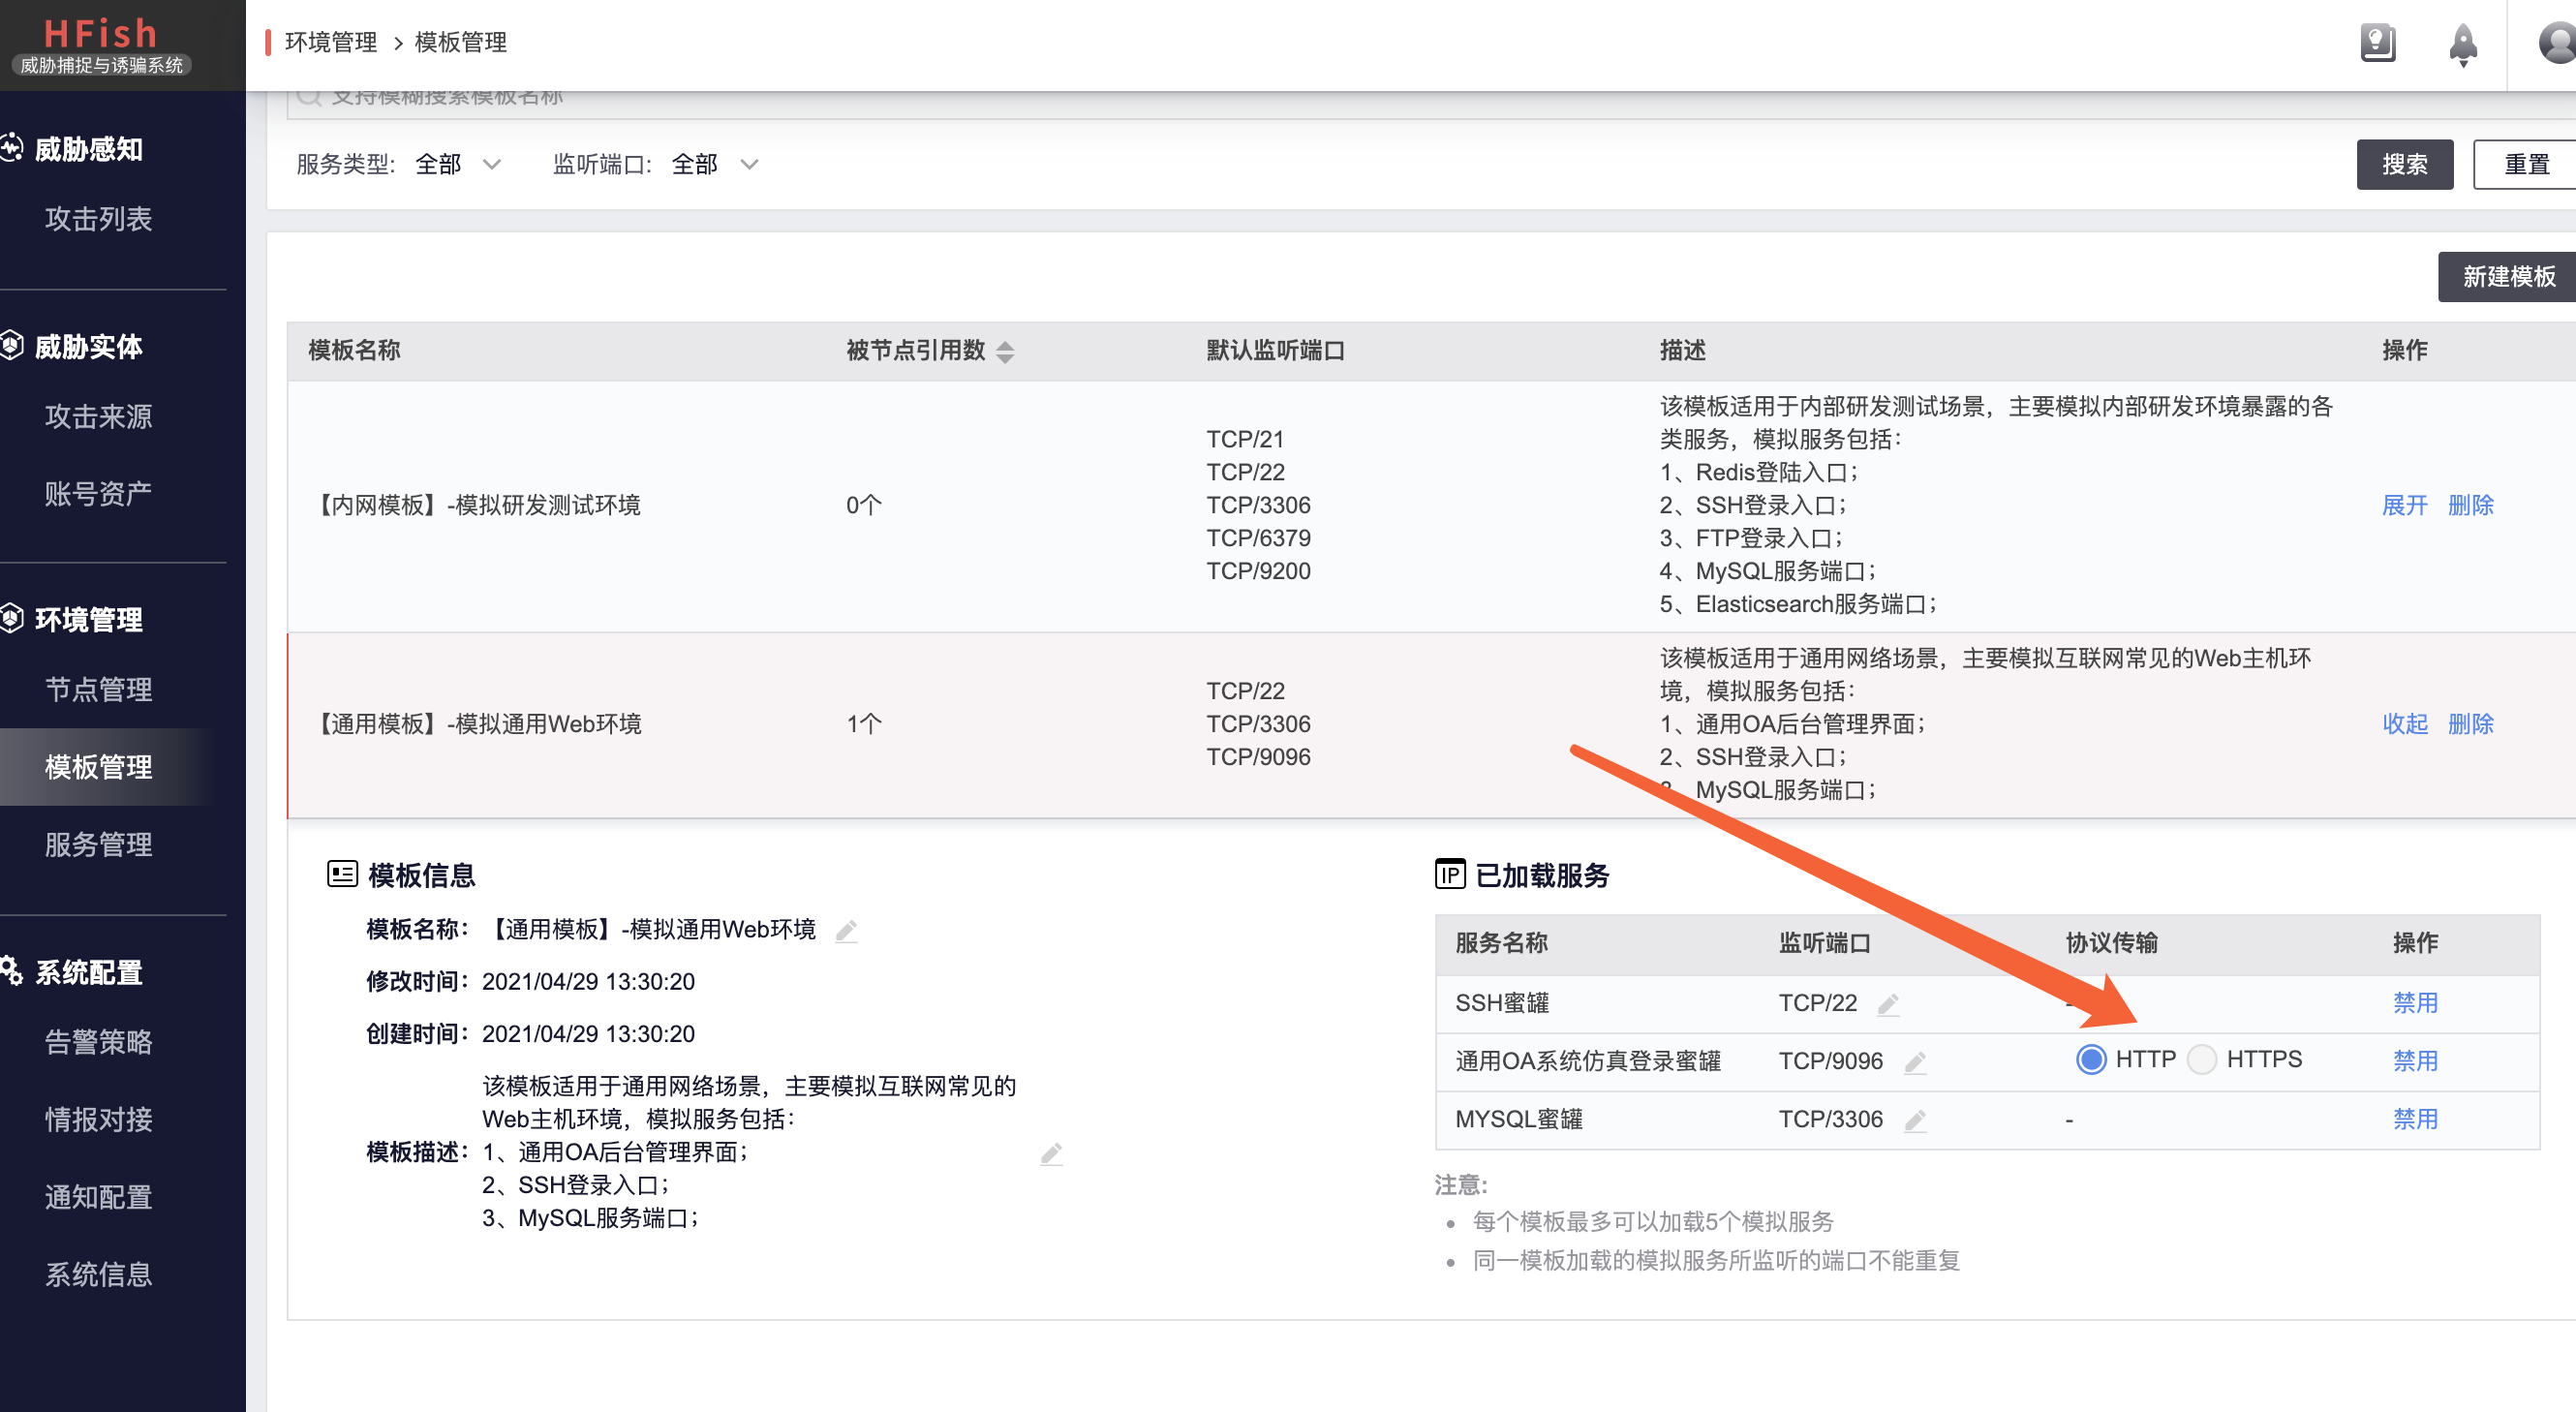 HFish
威胁捕捉与诱骗系统
环境管理 > 模板管理
支持模糊搜索模板名称
服务类型: 全部 监听端口: 全部 搜索 重置
威胁感知
攻击列表
威胁实体
攻击来源
账号资产
环境管理
节点管理
模板管理
服务管理
系统配置
告警策略
情报对接
通知配置
系统信息
新建模板
模板名称 被节点引用数 默认监听端口 描述 操作
【内网模板】-模拟研发测试环境 0个
TCP/21
TCP/22
TCP/3306
TCP/6379
TCP/9200
该模板适用于内部研发测试场景，主要模拟内部研发环境暴露的各
类服务，模拟服务包括：
1、Redis登陆入口；
2、SSH登录入口；
3、FTP登录入口；
4、MySQL服务端口；
5、Elasticsearch服务端口；
展开 删除
【通用模板】-模拟通用Web环境 1个
TCP/22
TCP/3306
TCP/9096
该模板适用于通用网络场景，主要模拟互联网常见的Web主机环
境，模拟服务包括：
1、通用OA后台管理界面；
2、SSH登录入口；
3、MySQL服务端口；
收起 删除
模板信息
模板名称： 【通用模板】-模拟通用Web环境
修改时间： 2021/04/29 13:30:20
创建时间： 2021/04/29 13:30:20
模板描述：
该模板适用于通用网络场景，主要模拟互联网常见的
Web主机环境，模拟服务包括：
1、通用OA后台管理界面；
2、SSH登录入口；
3、MySQL服务端口；
IP 已加载服务
服务名称 监听端口 协议传输 操作
SSH蜜罐 TCP/22 - 禁用
通用OA系统仿真登录蜜罐 TCP/9096 HTTP HTTPS 禁用
MYSQL蜜罐 TCP/3306 - 禁用
注意:
• 每个模板最多可以加载5个模拟服务
• 同一模板加载的模拟服务所监听的端口不能重复